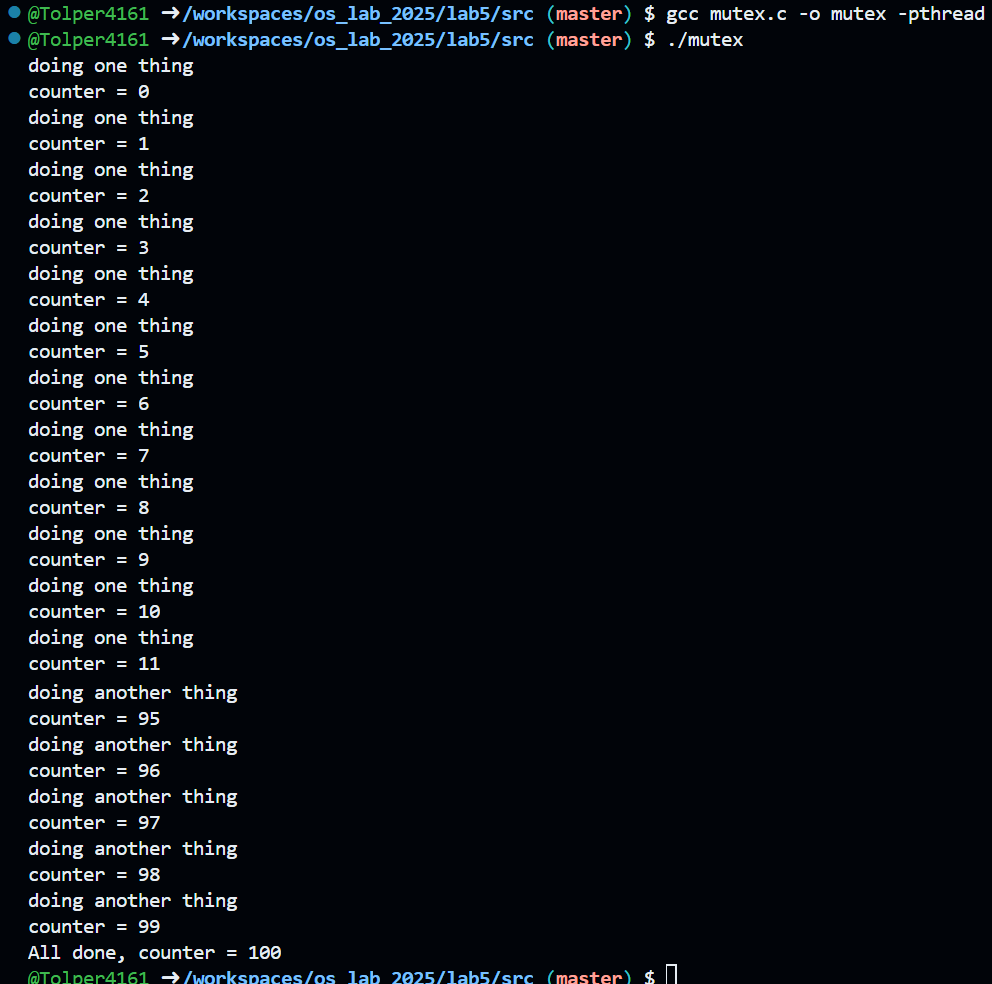 @Tolper4161 ➜/workspaces/os_lab_2025/lab5/src (master) $ gcc mutex.c -o mutex -pthread
@Tolper4161 ➜/workspaces/os_lab_2025/lab5/src (master) $ ./mutex
doing one thing
counter = 0
doing one thing
counter = 1
doing one thing
counter = 2
doing one thing
counter = 3
doing one thing
counter = 4
doing one thing
counter = 5
doing one thing
counter = 6
doing one thing
counter = 7
doing one thing
counter = 8
doing one thing
counter = 9
doing one thing
counter = 10
doing one thing
counter = 11
doing another thing
counter = 95
doing another thing
counter = 96
doing another thing
counter = 97
doing another thing
counter = 98
doing another thing
counter = 99
All done, counter = 100
@Tolper4161 ➜/workspaces/os_lab_2025/lab5/src (master) $